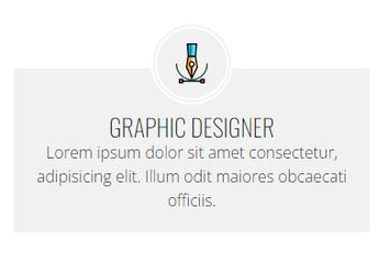 GRAPHIC DESIGNER
Lorem ipsum dolor sit amet consectetur,
adipisicing elit. Illum odit maiores obcaecati
officiis.